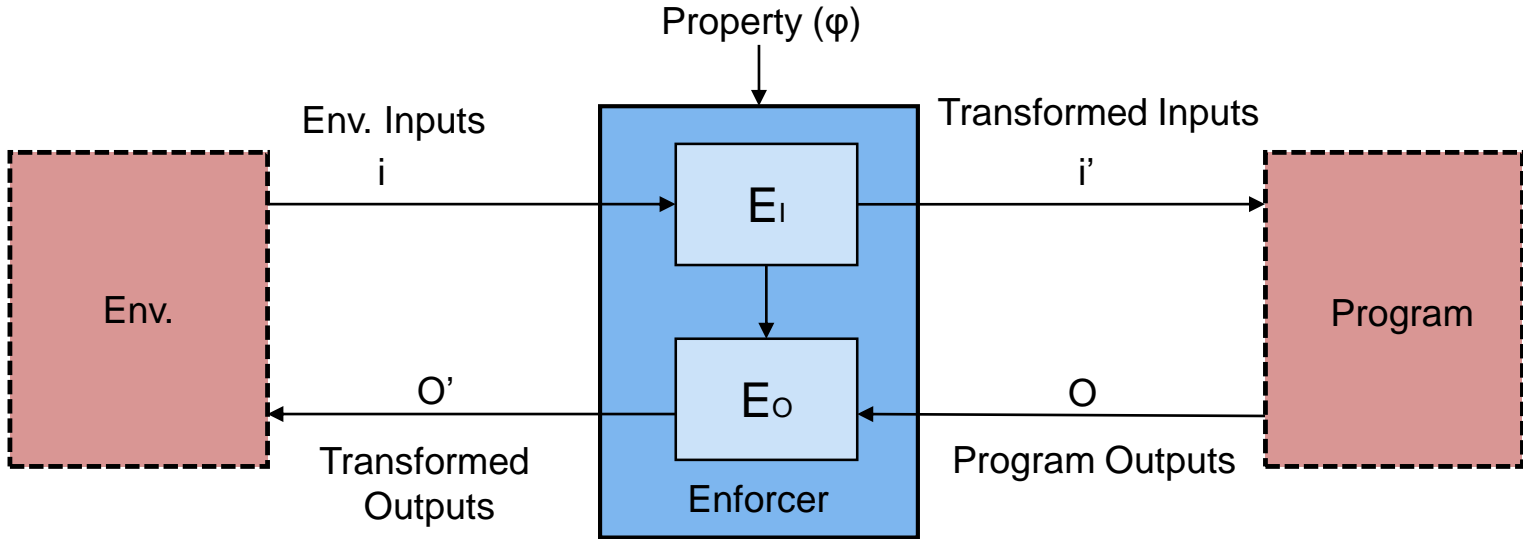 Property (φ)
Env. Inputs
i
Transformed Inputs
i’
EI
Env.
Program
O’
EO
O
Transformed
Outputs
Program Outputs
Enforcer